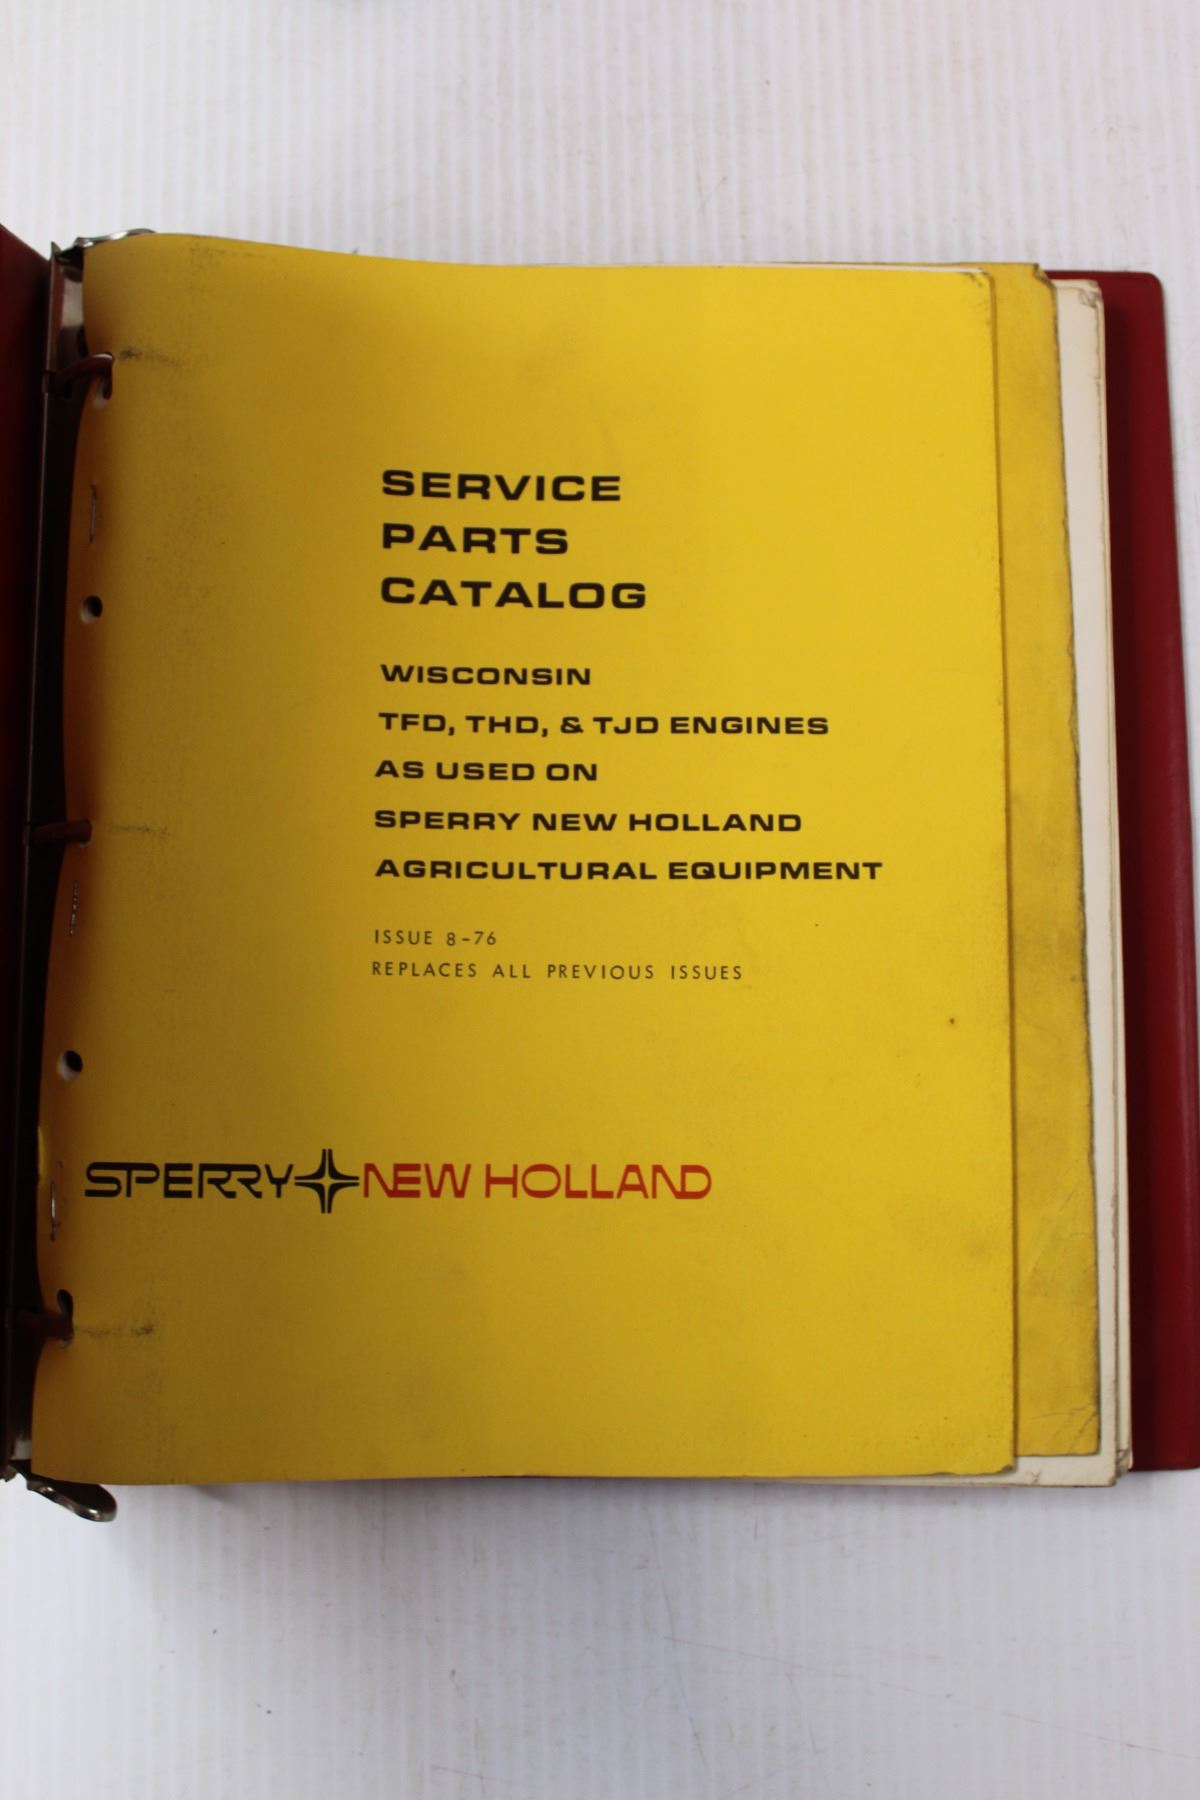 SERVICE
PARTS
CATALOG
WISCONSIN
TFD, THD, & TJD ENGINES
AS USED ON
SPERRY NEW HOLLAND
AGRICULTURAL EQUIPMENT
ISSUE 8-76
REPLACES ALL PREVIOUS ISSUES
SPERRY NEW HOLLAND